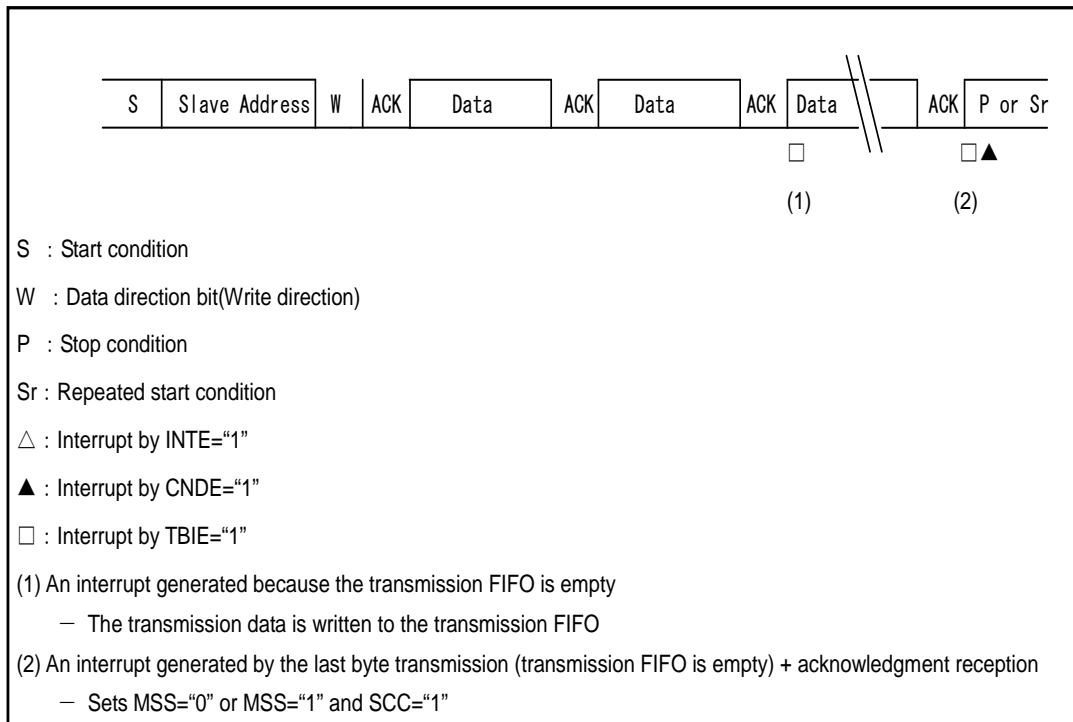 S Slave Address W ACK Data ACK Data ACK Data ACK P or Sr
□ □▲
(1) (2)
S : Start condition
W : Data direction bit(Write direction)
P : Stop condition
Sr : Repeated start condition
△ : Interrupt by INTE=“1”
▲ : Interrupt by CNDE=“1”
□ : Interrupt by TBIE=“1”
(1) An interrupt generated because the transmission FIFO is empty
― The transmission data is written to the transmission FIFO
(2) An interrupt generated by the last byte transmission (transmission FIFO is empty) + acknowledgment reception
― Sets MSS=“0” or MSS=“1” and SCC=“1”